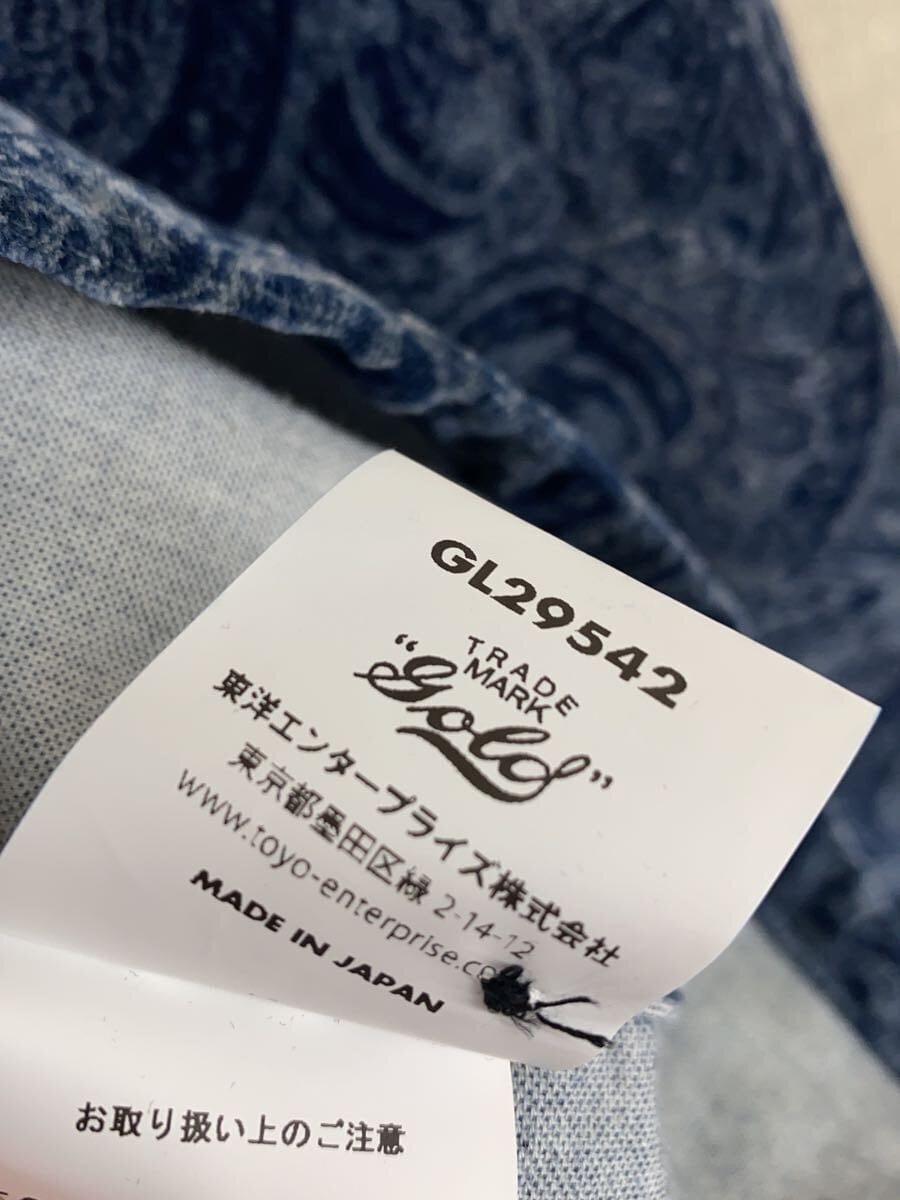 GL29542
TRADE
MARK
"Gold"
東洋エンタープライズ株式会社
東京都墨田区緑 2-14-12
www.toyo-enterprise.co
MADE IN JAPAN
お取り扱い上のご注意